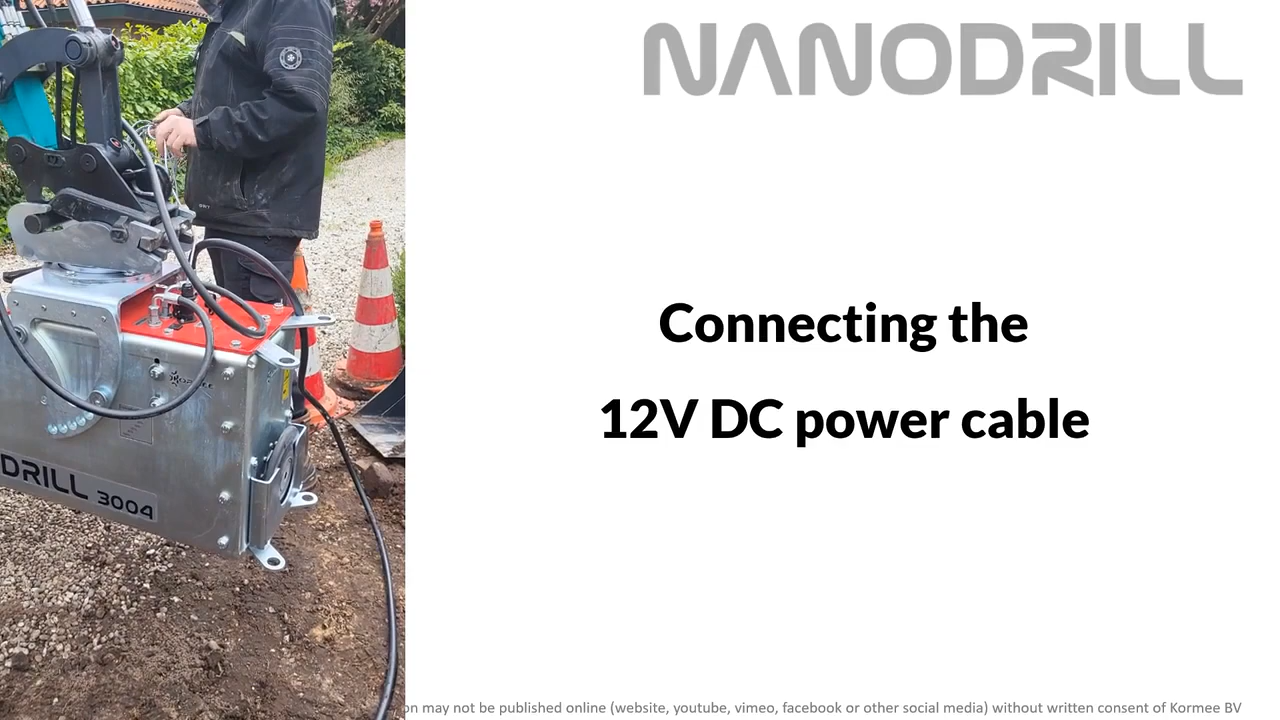 NANODRILL
Connecting the
12V DC power cable
DRILL 3004
on may not be published online (website, youtube, vimeo, facebook or other social media) without written consent of Kormee BV